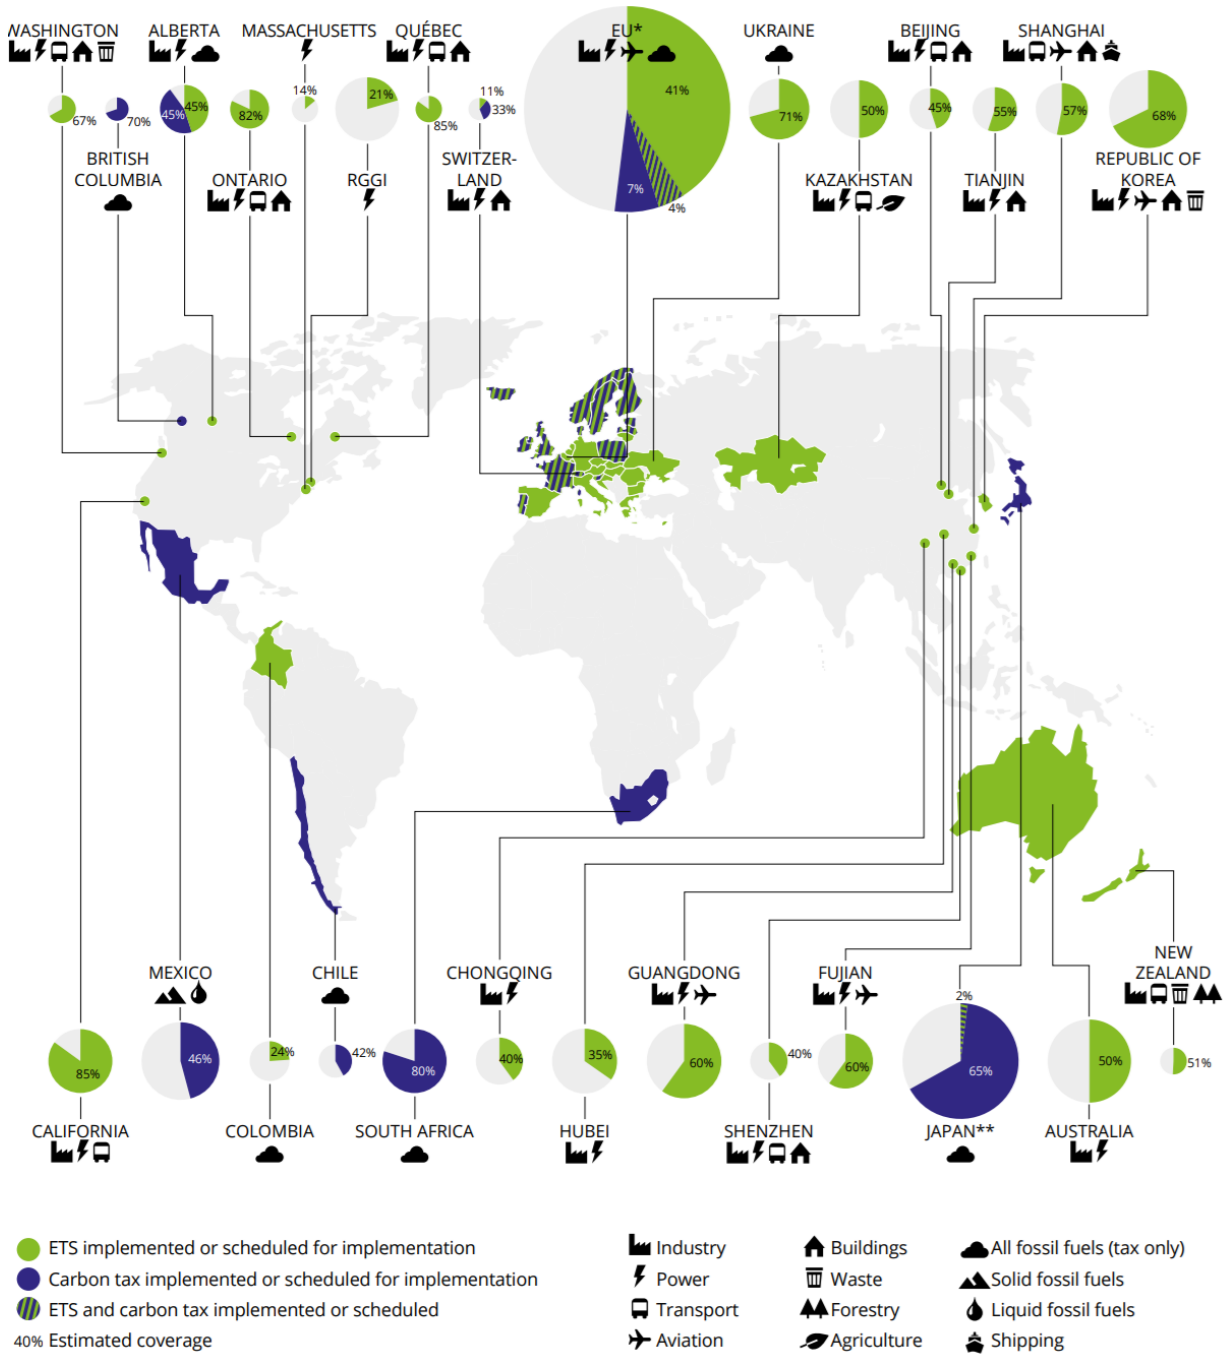 WASHINGTON
ALBERTA
MASSACHUSETTS
QUÉBEC
EU*
UKRAINE
BEIJING
SHANGHAI
67%
70%
45%
45%
82%
14%
21%
85%
11%
33%
41%
7%
4%
71%
50%
45%
55%
57%
68%
BRITISH
COLUMBIA
ONTARIO
RGGI
SWITZER-
LAND
KAZAKHSTAN
TIANJIN
REPUBLIC OF
KOREA
MEXICO
CHILE
CHONGQING
GUANGDONG
FUJIAN
NEW
ZEALAND
85%
46%
24%
42%
80%
40%
35%
60%
40%
60%
2%
65%
50%
51%
CALIFORNIA
COLOMBIA
SOUTH AFRICA
HUBEI
SHENZHEN
JAPAN**
AUSTRALIA
ETS implemented or scheduled for implementation
Carbon tax implemented or scheduled for implementation
ETS and carbon tax implemented or scheduled
40% Estimated coverage
Industry
Power
Transport
Aviation
Buildings
Waste
Forestry
Agriculture
All fossil fuels (tax only)
Solid fossil fuels
Liquid fossil fuels
Shipping